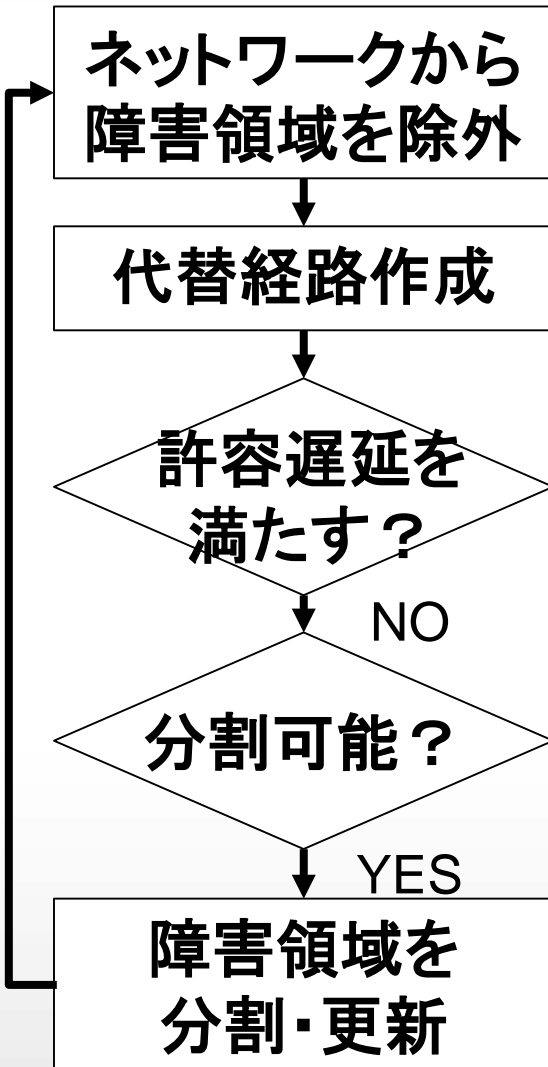 ネットワークから
障害領域を除外
代替経路作成
許容遅延を
満たす？
NO
分割可能？
YES
障害領域を
分割・更新